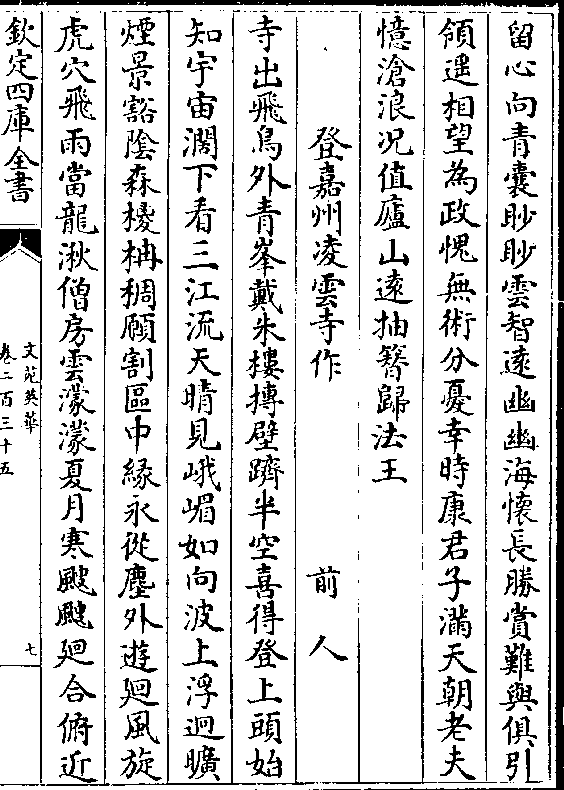 留心向青囊眇眇雲智遠幽幽海懷長勝賞難與俱引
領遥相望為政愧無術分憂幸時康君子滿天朝老夫
憶滄浪况值廬山遠抽簪歸法王
登嘉州凌雲寺作 前人
寺出飛鳥外青峯戴朱樓搏壁躋半空喜得登上頭始
知宇宙濶下看三江流天晴見峨嵋如向波上浮迥曠
煙景豁陰森椶柟稠願割區中緣永從塵外遊廻風旋
虎穴飛雨當龍湫僧房雲濛濛夏月寒颼颼廻合俯近
欽定四庫全書
文苑英華
卷二百三十五
七